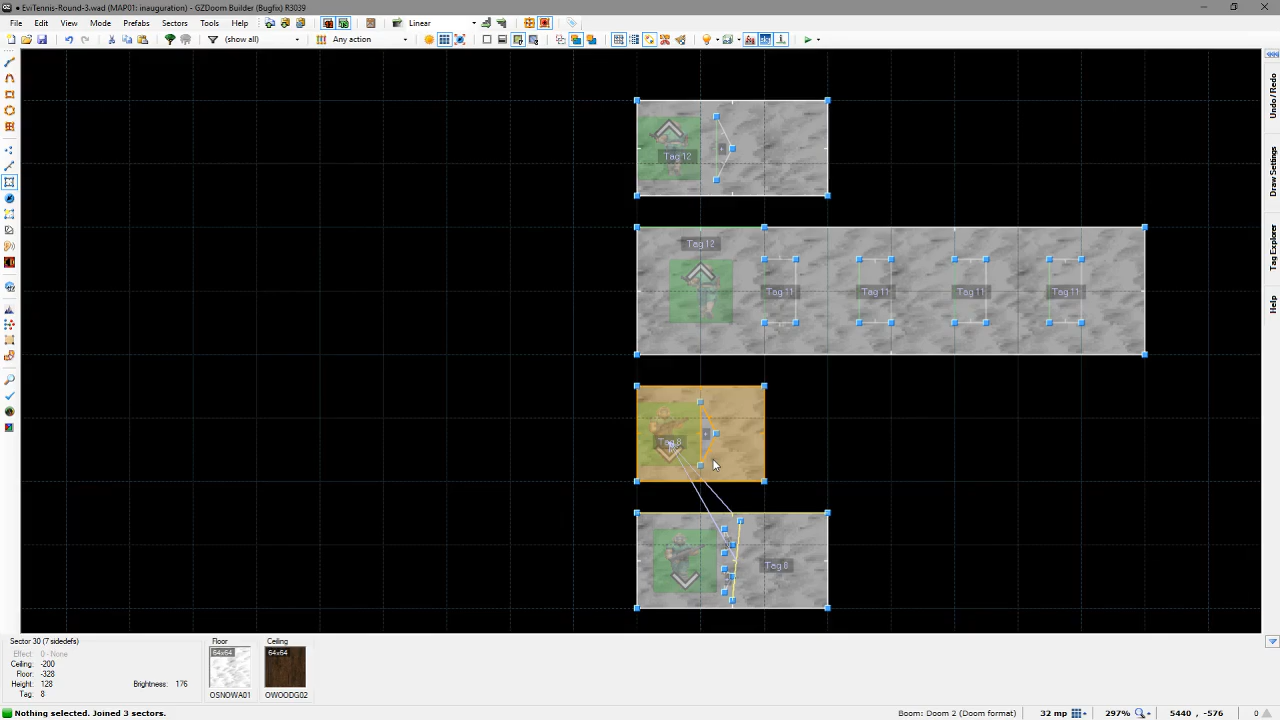 EviTennis-Round-3.wad (MAP01: inauguration) - GZDoom Builder (Bugfix) R3039
File Edit View Mode Prefabs Sectors Tools Help Linear
(show all) Any action
Undo / Redo
Draw Settings
Tag Explorer
Help
Tag 12
Tag 12
Tag 11 Tag 11 Tag 11 Tag 11
Tag 8
Tag 8
Sector 30 (7 sidedefs) Floor Ceiling
Effect: 0 - None 64x64 64x64
Ceiling: -200
Floor: -328
Height: 128 Brightness: 176
Tag: 8 OSNOWA01 OWOODG02
Nothing selected. Joined 3 sectors. Boom: Doom 2 (Doom format) 32 mp 297% 5440 , -576 0